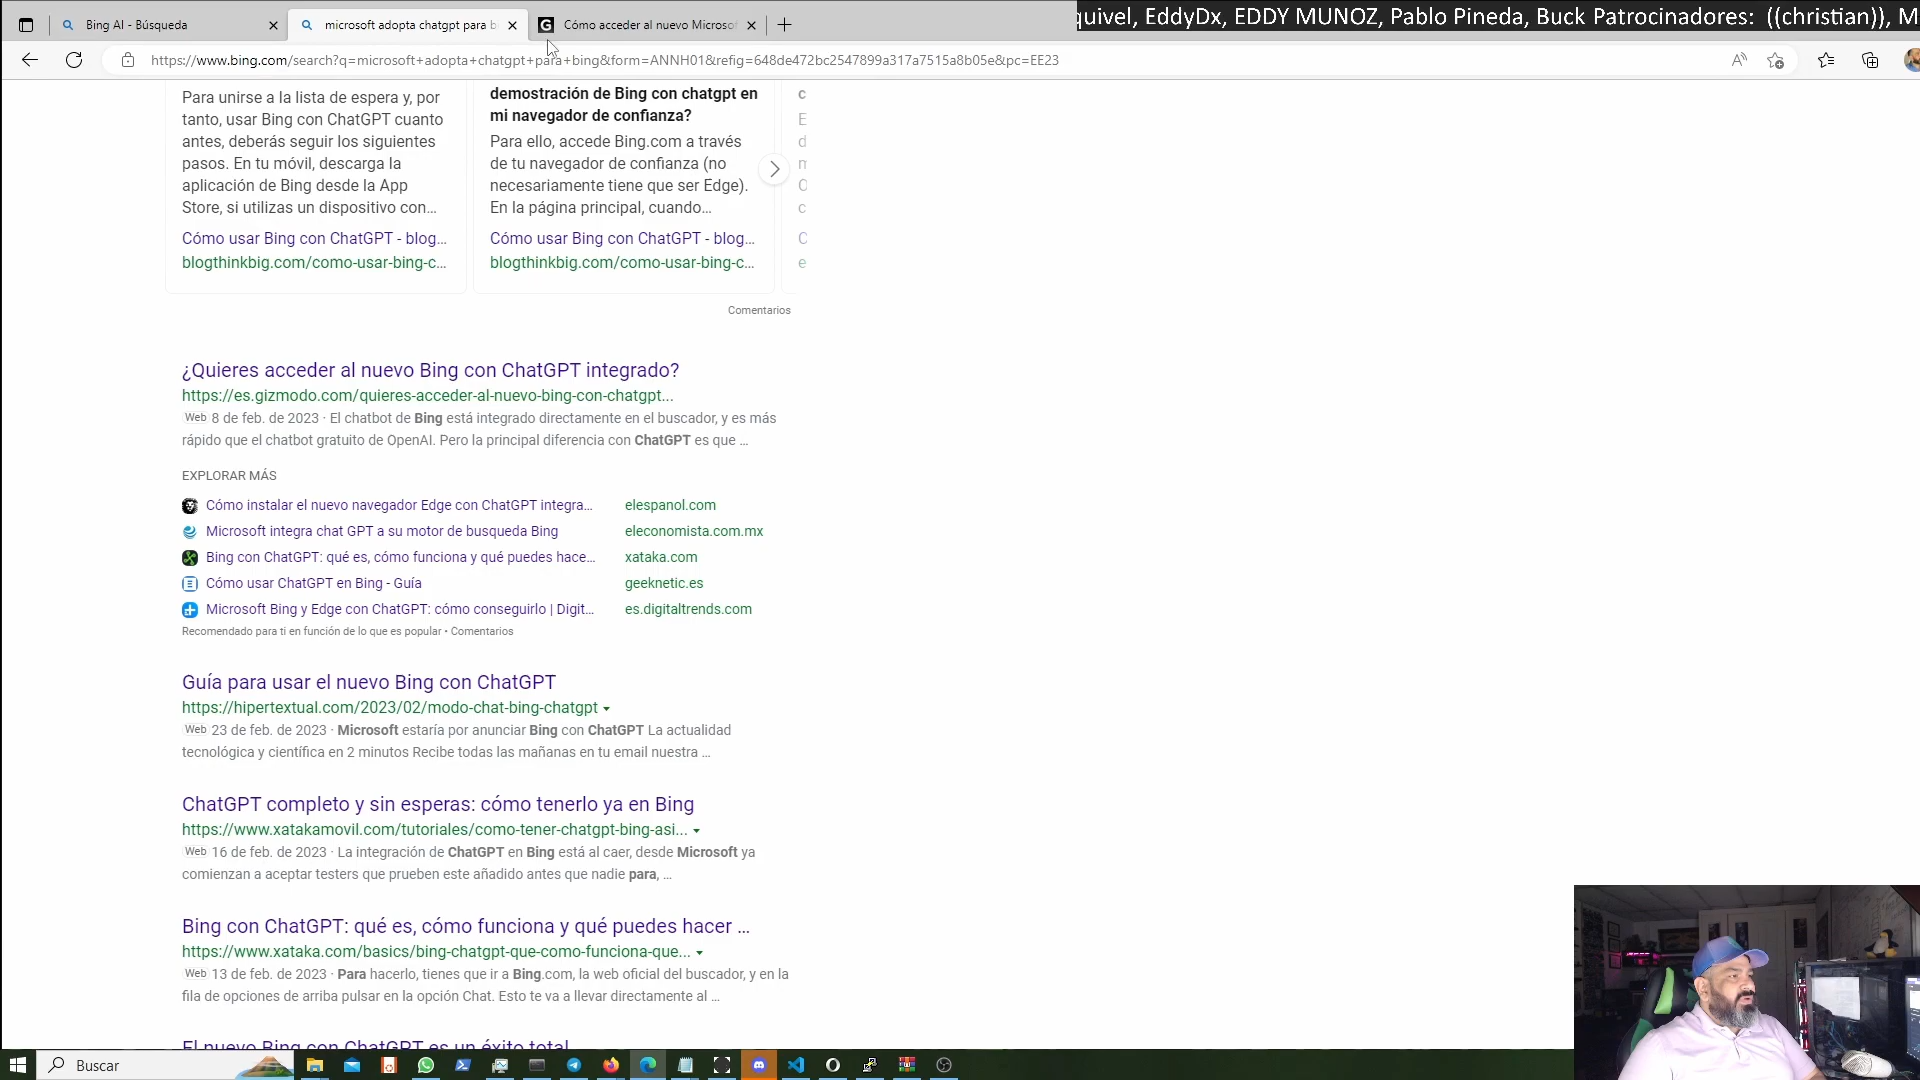 Bing AI - Búsqueda
microsoft adopta chatgpt para b
Cómo acceder al nuevo Microsof
quivel, EddyDx, EDDY MUNOZ, Pablo Pineda, Buck Patrocinadores: ((christian)), M
https://www.bing.com/search?q=microsoft+adopta+chatgpt+para+bing&form=ANNH01&refig=648de472bc2547899a317a7515a8b05e&pc=EE23
Para unirse a la lista de espera y, por
tanto, usar Bing con ChatGPT cuanto
antes, deberás seguir los siguientes
pasos. En tu móvil, descarga la
aplicación de Bing desde la App
Store, si utilizas un dispositivo con…
Cómo usar Bing con ChatGPT - blog…
blogthinkbig.com/como-usar-bing-c…
demostración de Bing con chatgpt en
mi navegador de confianza?
Para ello, accede Bing.com a través
de tu navegador de confianza (no
necesariamente tiene que ser Edge).
En la página principal, cuando…
Cómo usar Bing con ChatGPT - blog…
blogthinkbig.com/como-usar-bing-c…
Comentarios
¿Quieres acceder al nuevo Bing con ChatGPT integrado?
https://es.gizmodo.com/quieres-acceder-al-nuevo-bing-con-chatgpt...
Web 8 de feb. de 2023 · El chatbot de Bing está integrado directamente en el buscador, y es más
rápido que el chatbot gratuito de OpenAI. Pero la principal diferencia con ChatGPT es que …
EXPLORAR MÁS
Cómo instalar el nuevo navegador Edge con ChatGPT integra… elespanol.com
Microsoft integra chat GPT a su motor de busqueda Bing eleconomista.com.mx
Bing con ChatGPT: qué es, cómo funciona y qué puedes hace… xataka.com
Cómo usar ChatGPT en Bing - Guía geeknetic.es
Microsoft Bing y Edge con ChatGPT: cómo conseguirlo | Digit… es.digitaltrends.com
Recomendado para ti en función de lo que es popular • Comentarios
Guía para usar el nuevo Bing con ChatGPT
https://hipertextual.com/2023/02/modo-chat-bing-chatgpt
Web 23 de feb. de 2023 · Microsoft estaría por anunciar Bing con ChatGPT La actualidad
tecnológica y científica en 2 minutos Recibe todas las mañanas en tu email nuestra …
ChatGPT completo y sin esperas: cómo tenerlo ya en Bing
https://www.xatakamovil.com/tutoriales/como-tener-chatgpt-bing-asi...
Web 16 de feb. de 2023 · La integración de ChatGPT en Bing está al caer, desde Microsoft ya
comienzan a aceptar testers que prueben este añadido antes que nadie para, …
Bing con ChatGPT: qué es, cómo funciona y qué puedes hacer …
https://www.xataka.com/basics/bing-chatgpt-que-como-funciona-que...
Web 13 de feb. de 2023 · Para hacerlo, tienes que ir a Bing.com, la web oficial del buscador, y en la
fila de opciones de arriba pulsar en la opción Chat. Esto te va a llevar directamente al …
El nuevo Bing con ChatGPT es un éxito total
Buscar